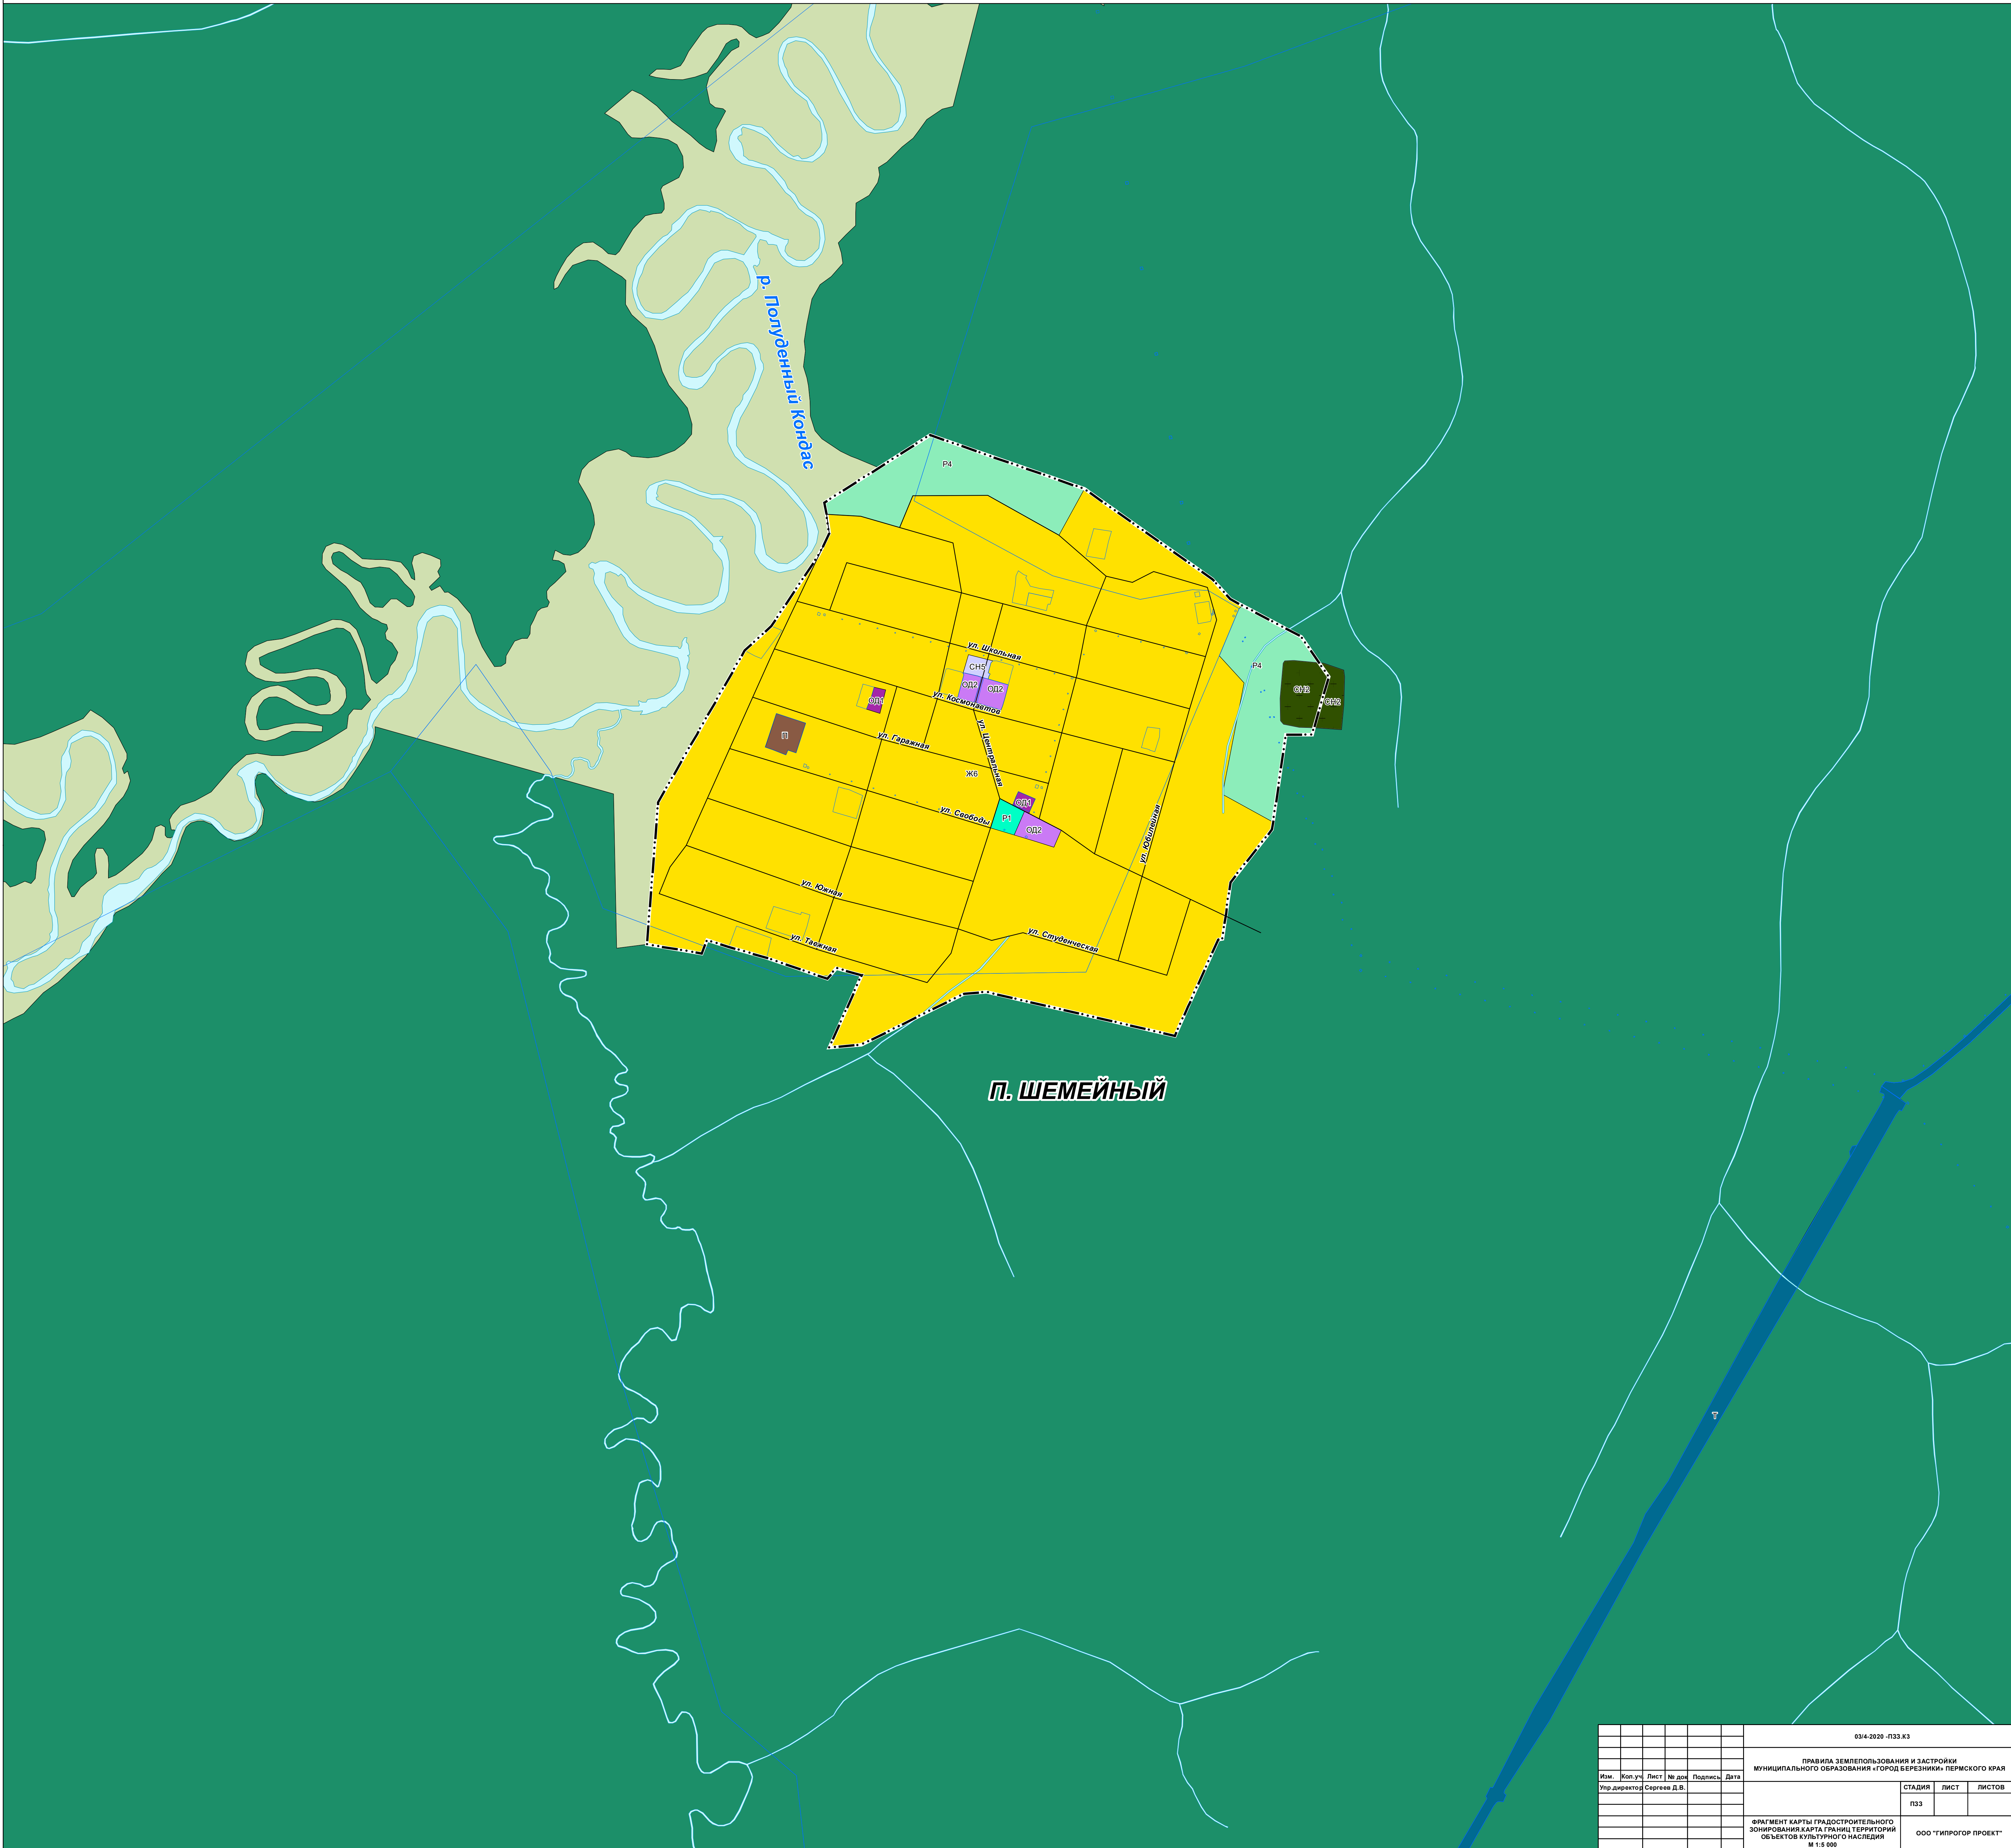 р. Полуденный Кондас
Р4
ул. Школьная
СН5
Р4
ОД2
ОД2
СН2
СН2
ОД1
ул. Космонавтов
П
ул. Гаражная
ул. Центральная
Ж6
ОД1
ул. Свободы
Р1
ОД2
ул. Юбилейная
ул. Южная
ул. Таежная
ул. Студенческая
П. ШЕМЕЙНЫЙ
Т
03/4-2020 -ПЗЗ.К3
ПРАВИЛА ЗЕМЛЕПОЛЬЗОВАНИЯ И ЗАСТРОЙКИ
МУНИЦИПАЛЬНОГО ОБРАЗОВАНИЯ «ГОРОД БЕРЕЗНИКИ» ПЕРМСКОГО КРАЯ
Изм. Кол.уч Лист № док Подпись Дата
Упр.директор Сергеев Д.В.
СТАДИЯ ЛИСТ ЛИСТОВ
ПЗЗ
ФРАГМЕНТ КАРТЫ ГРАДОСТРОИТЕЛЬНОГО
ЗОНИРОВАНИЯ.КАРТА ГРАНИЦ ТЕРРИТОРИЙ
ОБЪЕКТОВ КУЛЬТУРНОГО НАСЛЕДИЯ
М 1:5 000
ООО "ГИПРОГОР ПРОЕКТ"